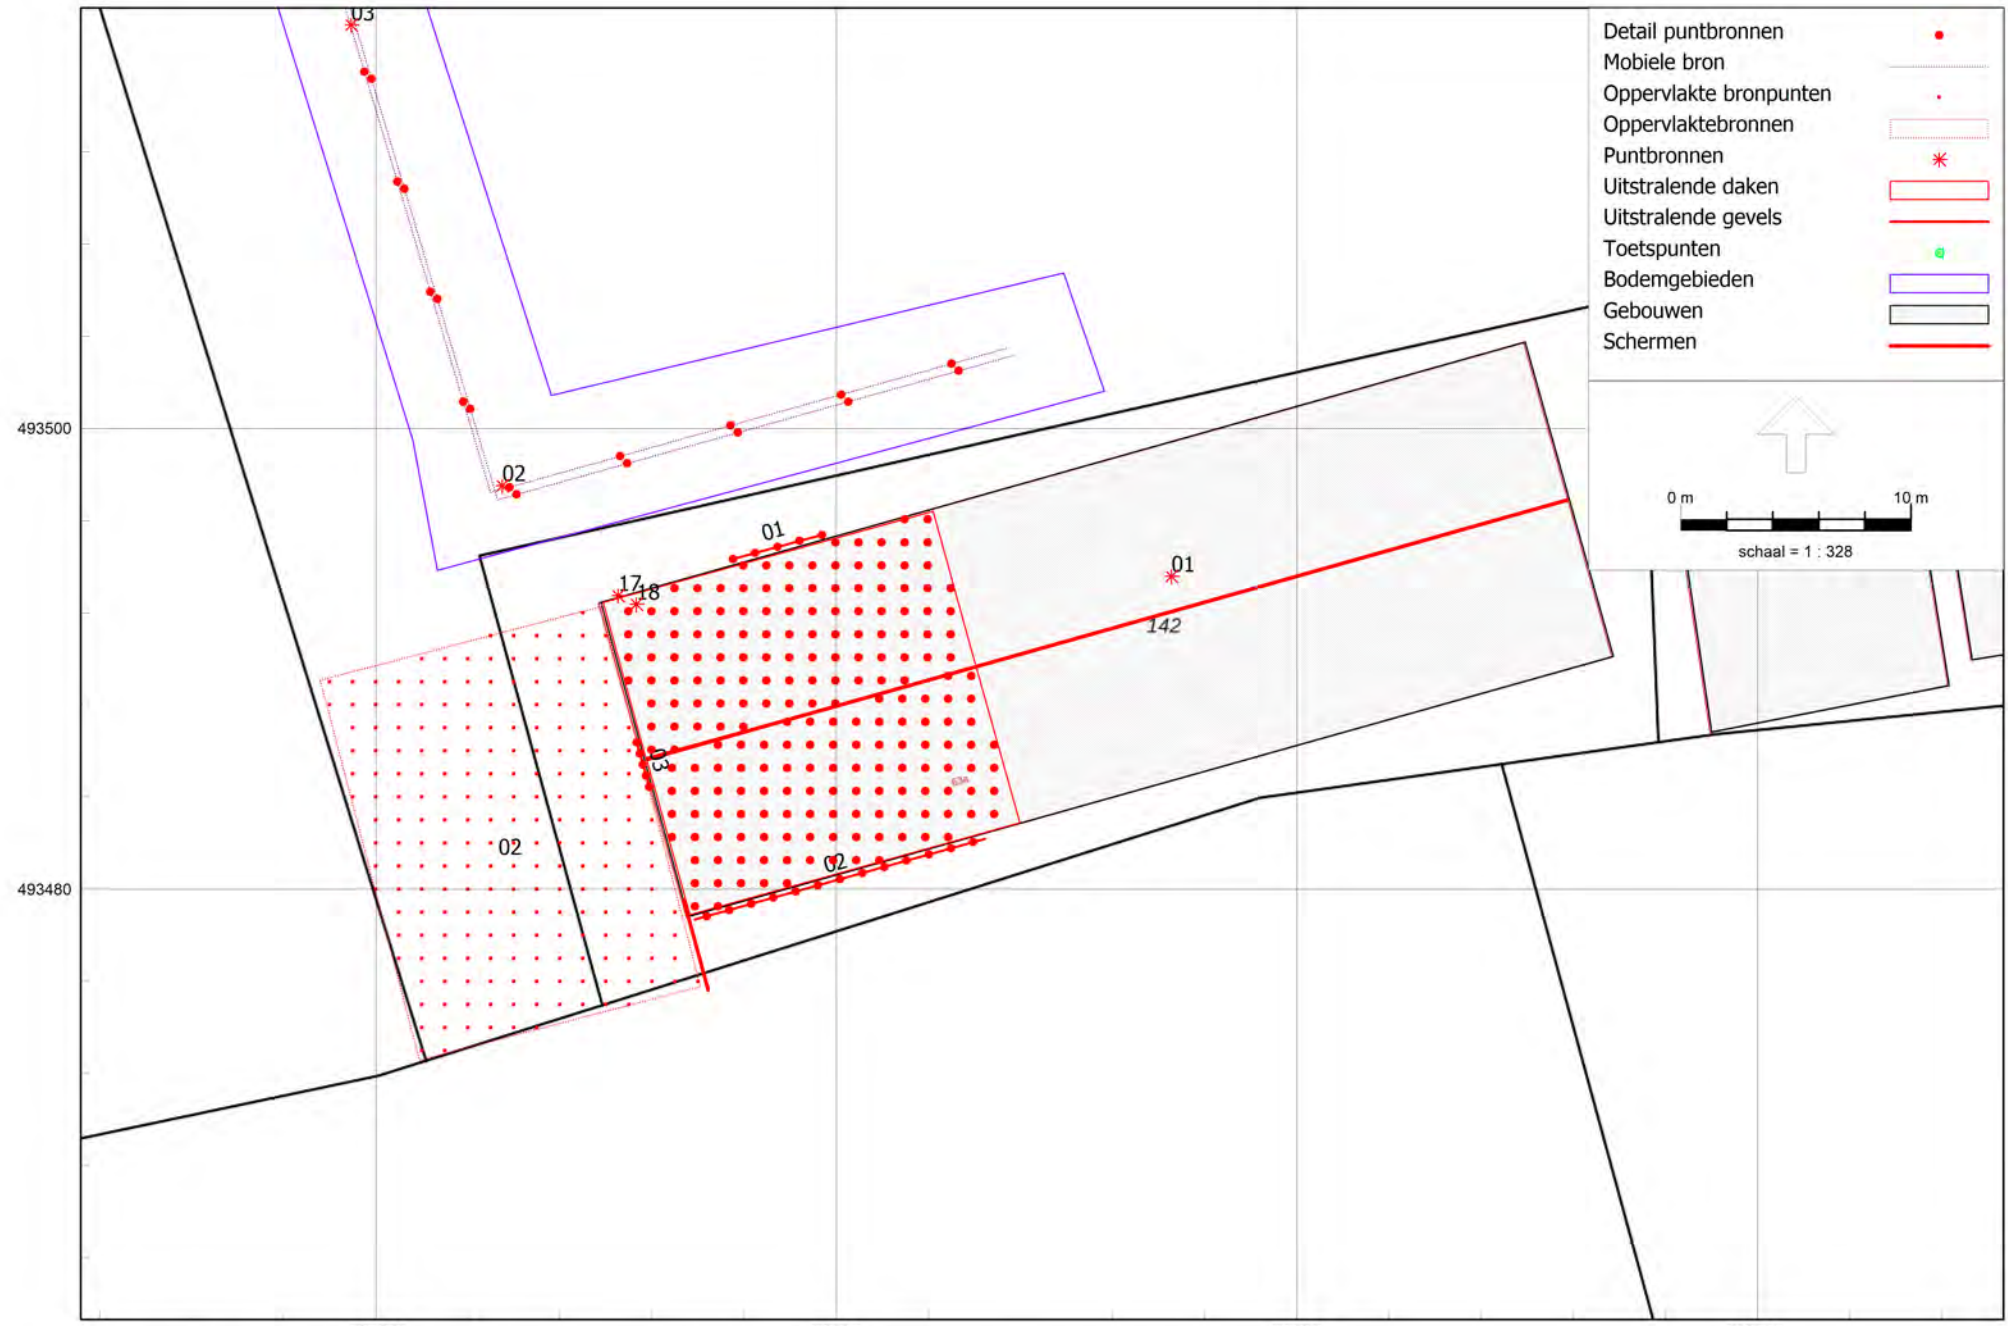 03
Detail puntbronnen
Mobiele bron
Oppervlakte bronpunten
Oppervlaktebronnen
Puntbronnen
Uitstralende daken
Uitstralende gevels
Toetspunten
Bodemgebieden
Gebouwen
Schermen
493500
02
0 m 10 m
schaal = 1 : 328
01
17
18
01
142
03
63a
02
02
493480